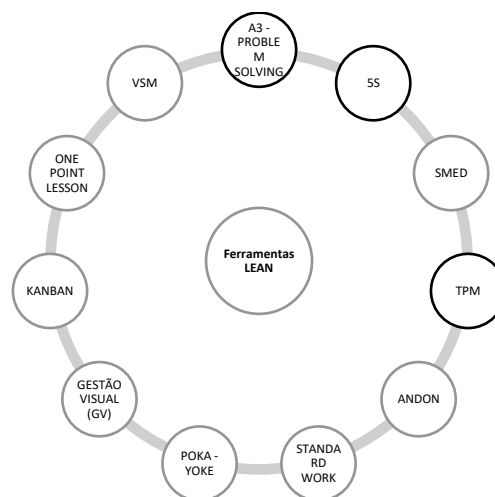 A3 -
PROBLE
M
SOLVING
5S
SMED
TPM
ANDON
STANDA
RD
WORK
POKA -
YOKE
GESTÃO
VISUAL
(GV)
KANBAN
ONE
POINT
LESSON
VSM
Ferramentas
LEAN